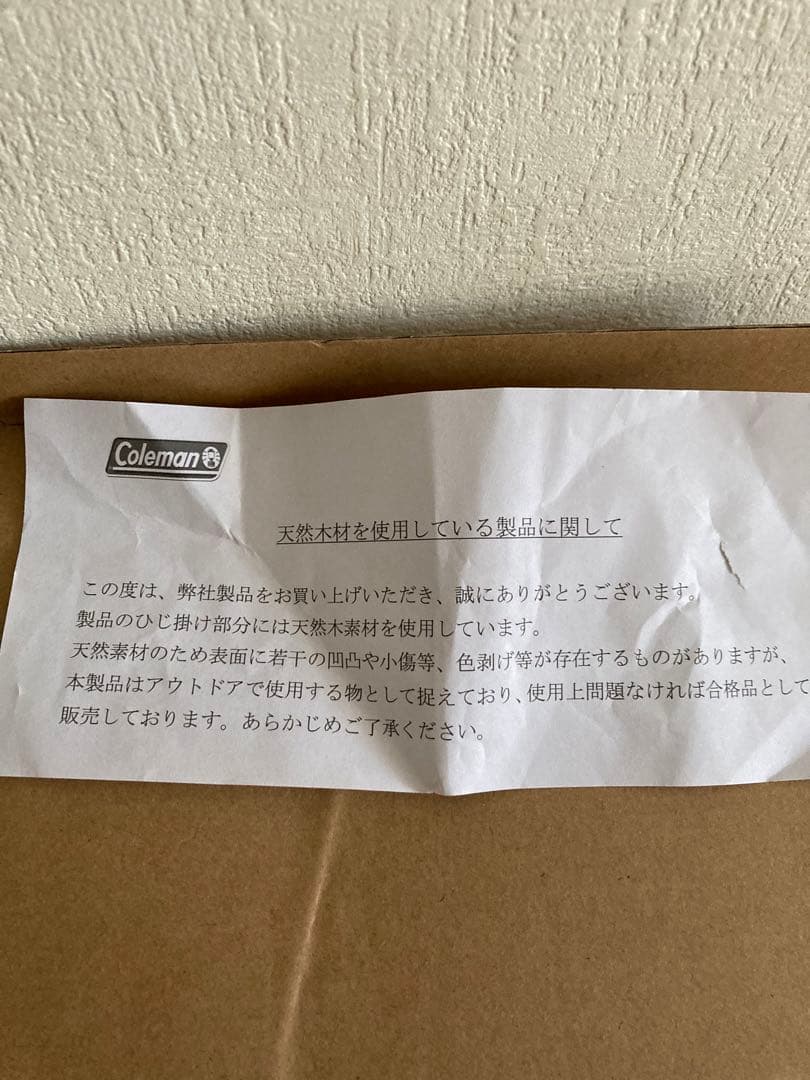 Coleman
天然木材を使用している製品に関して
この度は、弊社製品をお買い上げいただき、誠にありがとうございます。
製品のひじ掛け部分には天然木素材を使用しています。
天然素材のため表面に若干の凹凸や小傷等、色剥げ等が存在するものがありますが、
本製品はアウトドアで使用する物として捉えており、使用上問題なければ合格品として
販売しております。あらかじめご了承ください。